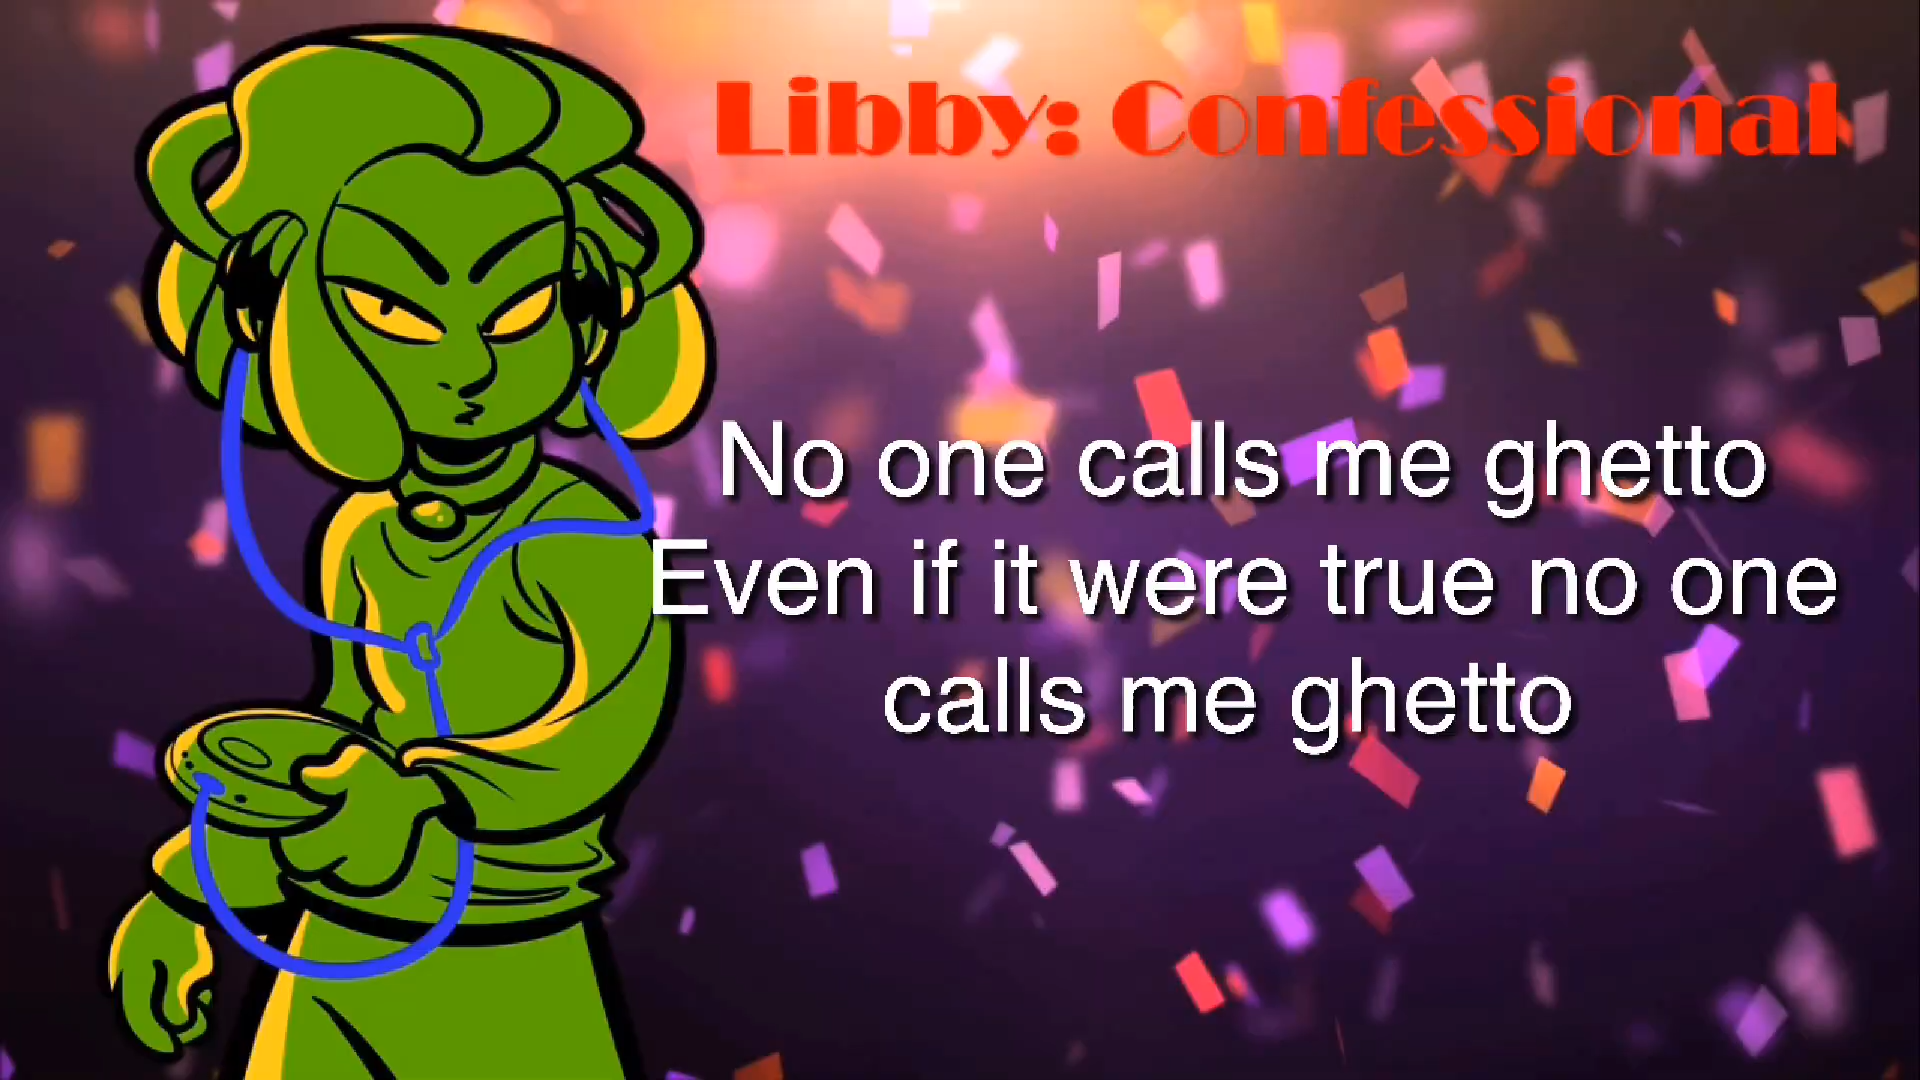 Libby: Confessional
No one calls me ghetto
Even if it were true no one
calls me ghetto